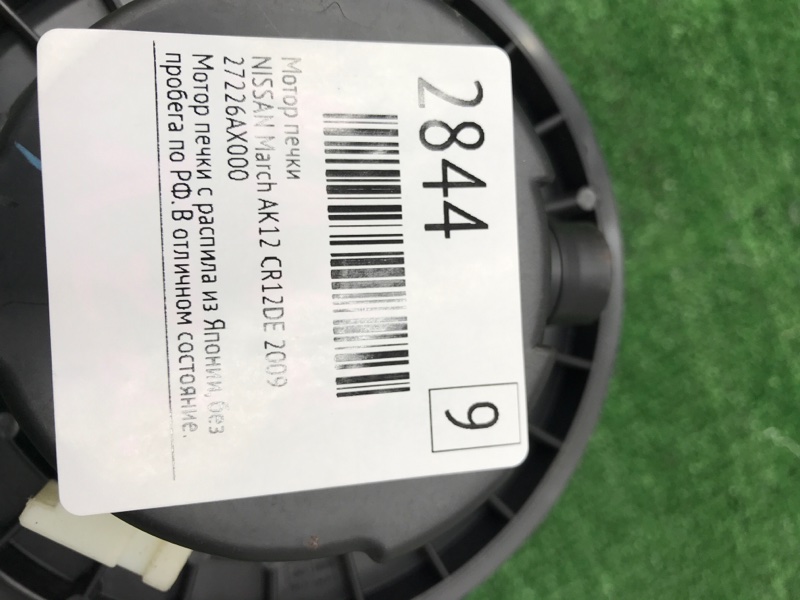 2844
9
Мотор печки
NISSAN March AK12 CR12DE 2009
27226AX000
Мотор печки с распила из Японии, без
пробега по РФ. В отличном состояние.